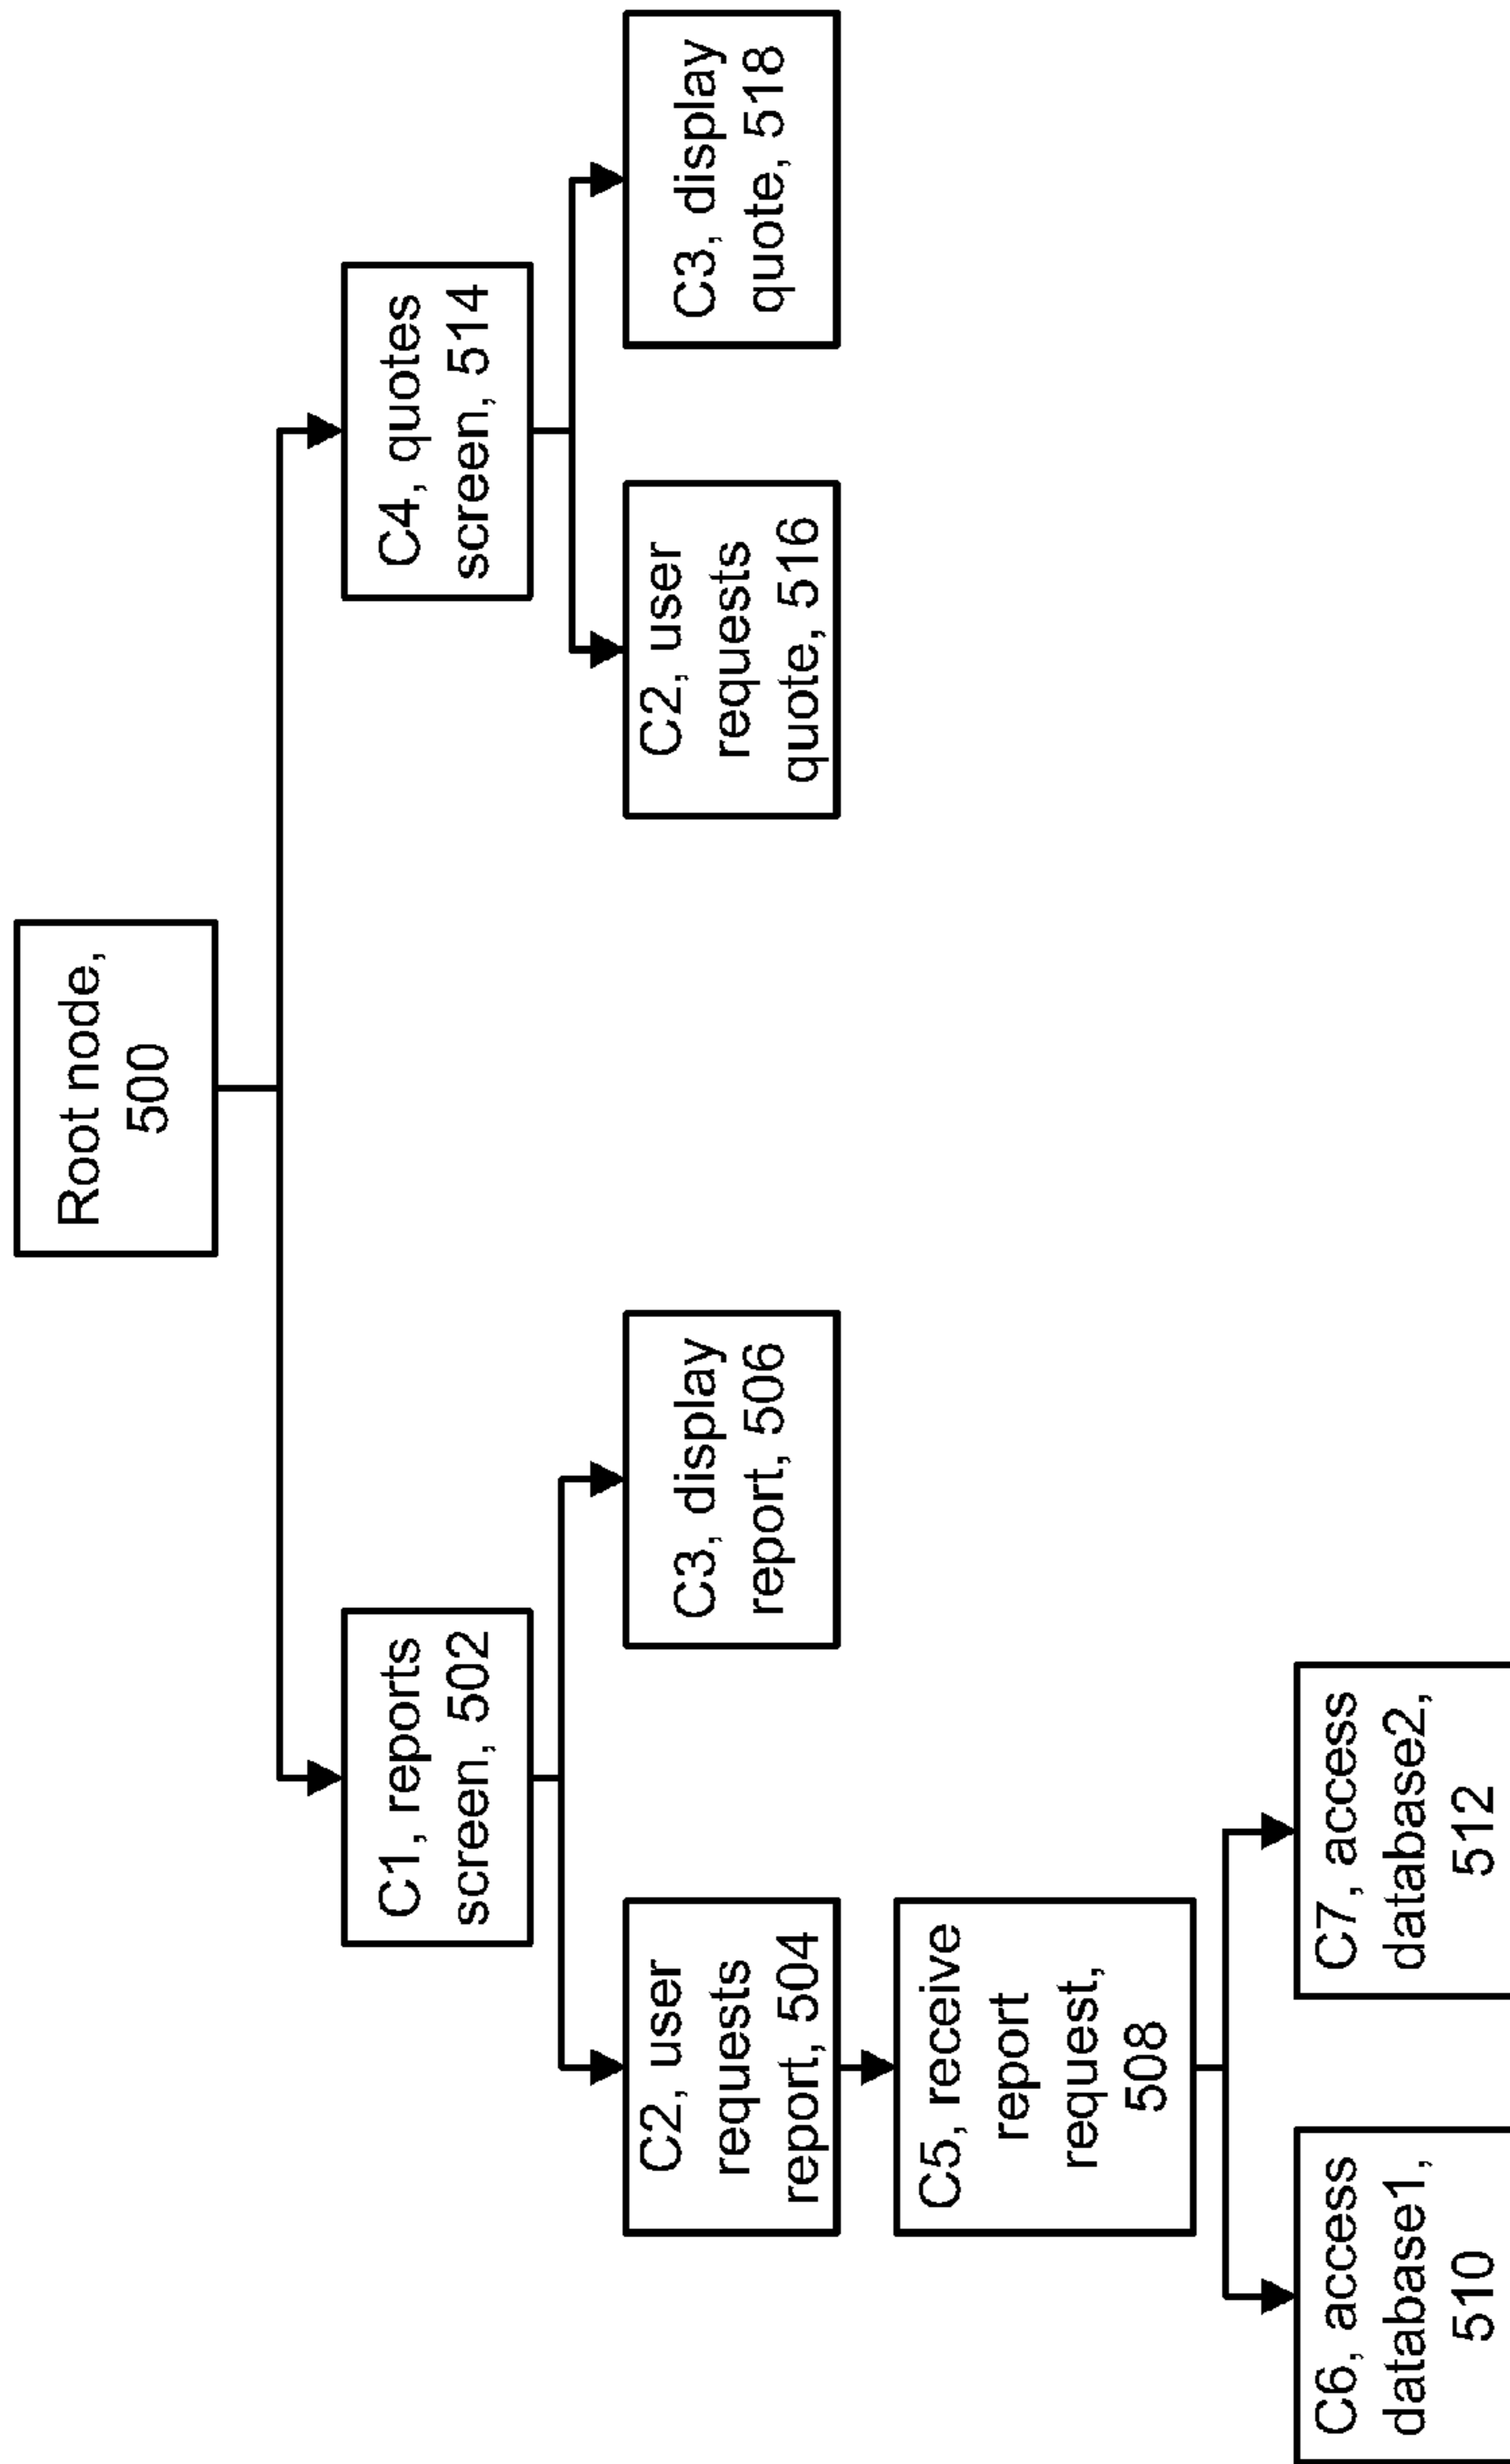 Root node,
500
C1, reports
screen, 502
C4, quotes
screen, 514
C2, user
requests
report, 504
C3, display
report, 506
C2, user
requests
quote, 516
C3, display
quote, 518
C5, receive
report
request,
508
C6, access
database1,
510
C7, access
database2,
512